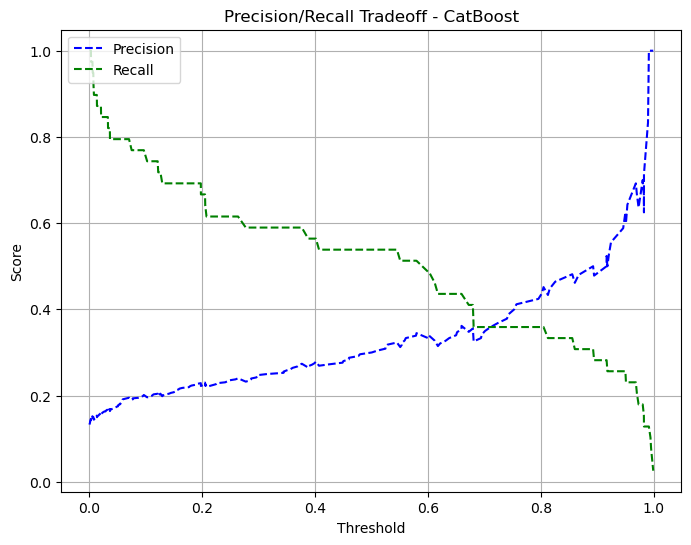 Precision/Recall Tradeoff - CatBoost
Precision
Recall
1.0
0.8
0.6
0.4
0.2
0.0
Score
0.0 0.2 0.4 0.6 0.8 1.0
Threshold